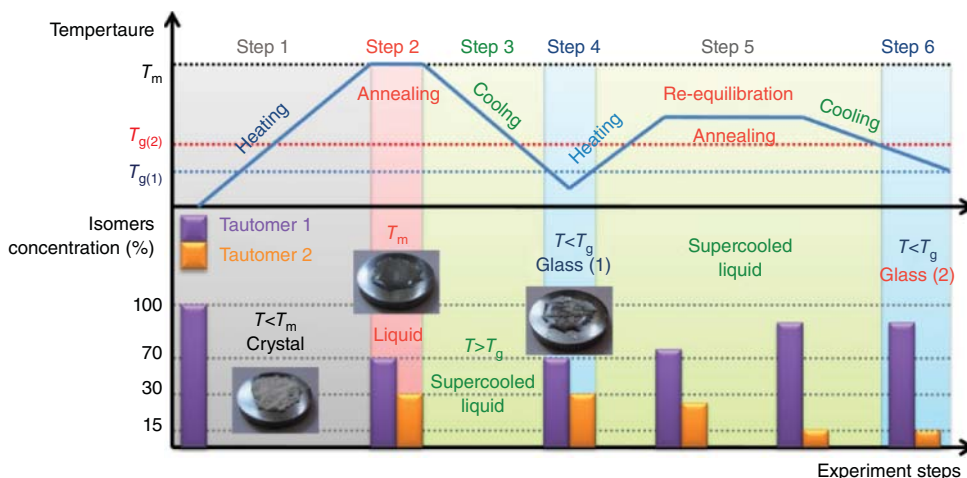 Tempertaure
Step 1
Step 2
Step 3
Step 4
Step 5
Step 6
Tm
Tg(2)
Tg(1)
Heating
Annealing
Coolng
Heating
Re-equilibration
Annealing
Cooling
Isomers
concentration (%)
Tautomer 1
Tautomer 2
100
70
30
15
T<Tm
Crystal
Tm
Liquid
T>Tg
Supercooled
liquid
T<Tg
Glass (1)
Supercooled
liquid
T<Tg
Glass (2)
Experiment steps